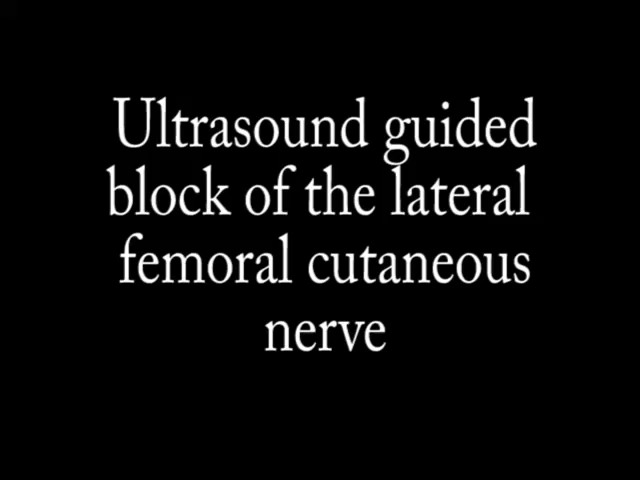 Ultrasound guided
block of the lateral
femoral cutaneous
nerve